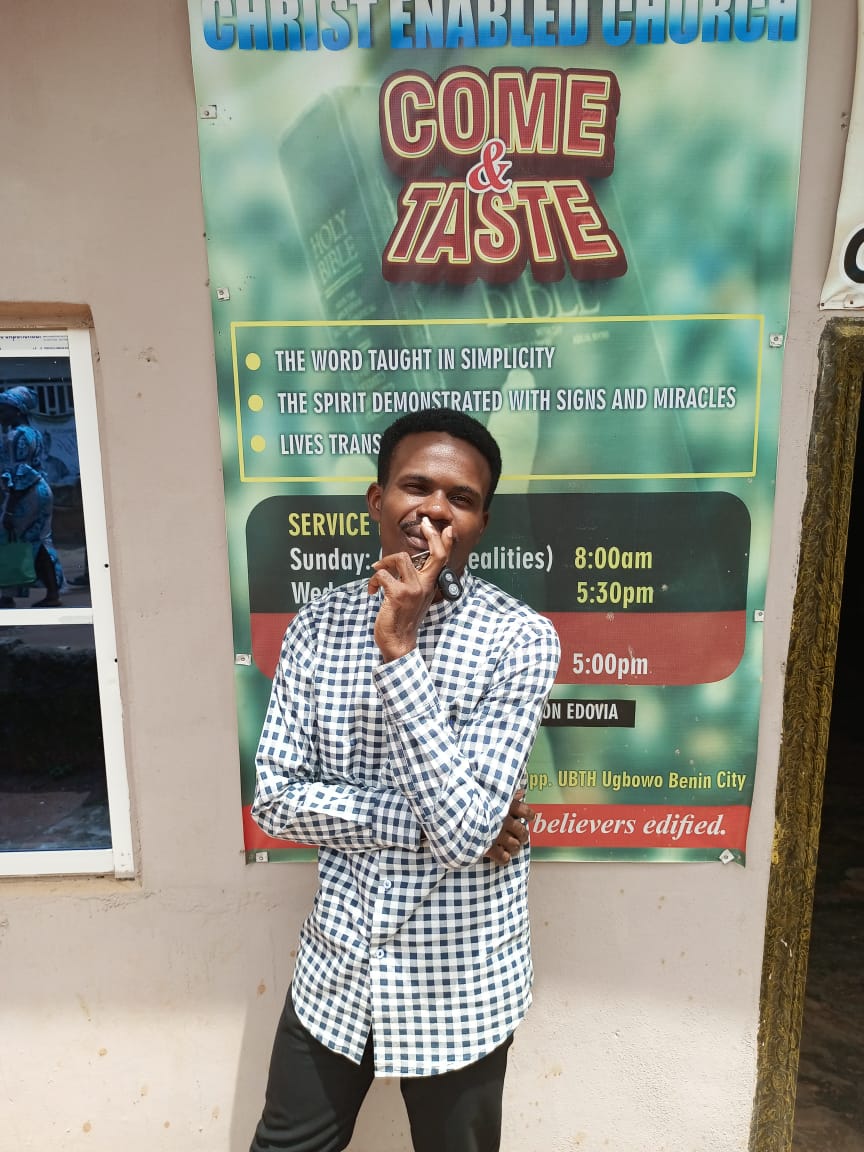 CHRIST ENABLED CHURCH
COME
&
TASTE
HOLY
BIBLE
BIBLE
THE WORD TAUGHT IN SIMPLICITY
THE SPIRIT DEMONSTRATED WITH SIGNS AND MIRACLES
LIVES TRANS
SERVICE
Sunday: ealities) 8:00am
Wed 5:30pm
5:00pm
ON EDOVIA
pp. UBTH Ugbowo Benin City
believers edified.